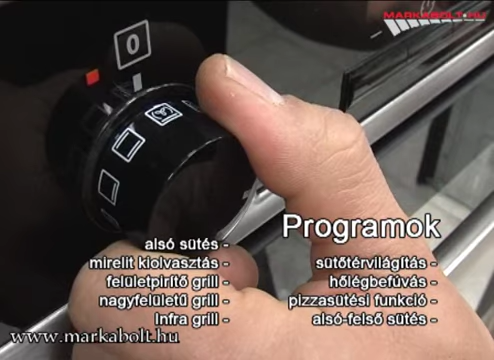 MARKABOLT.HU
0
Programok
alsó sütés -
mirelit kiolvasztás -
felületpirító grill -
nagyfelületű grill -
infra grill -
sütőtérvilágítás -
hőlégbefúvás -
pizzasütési funkció -
alsó-felső sütés -
www.markabolt.hu